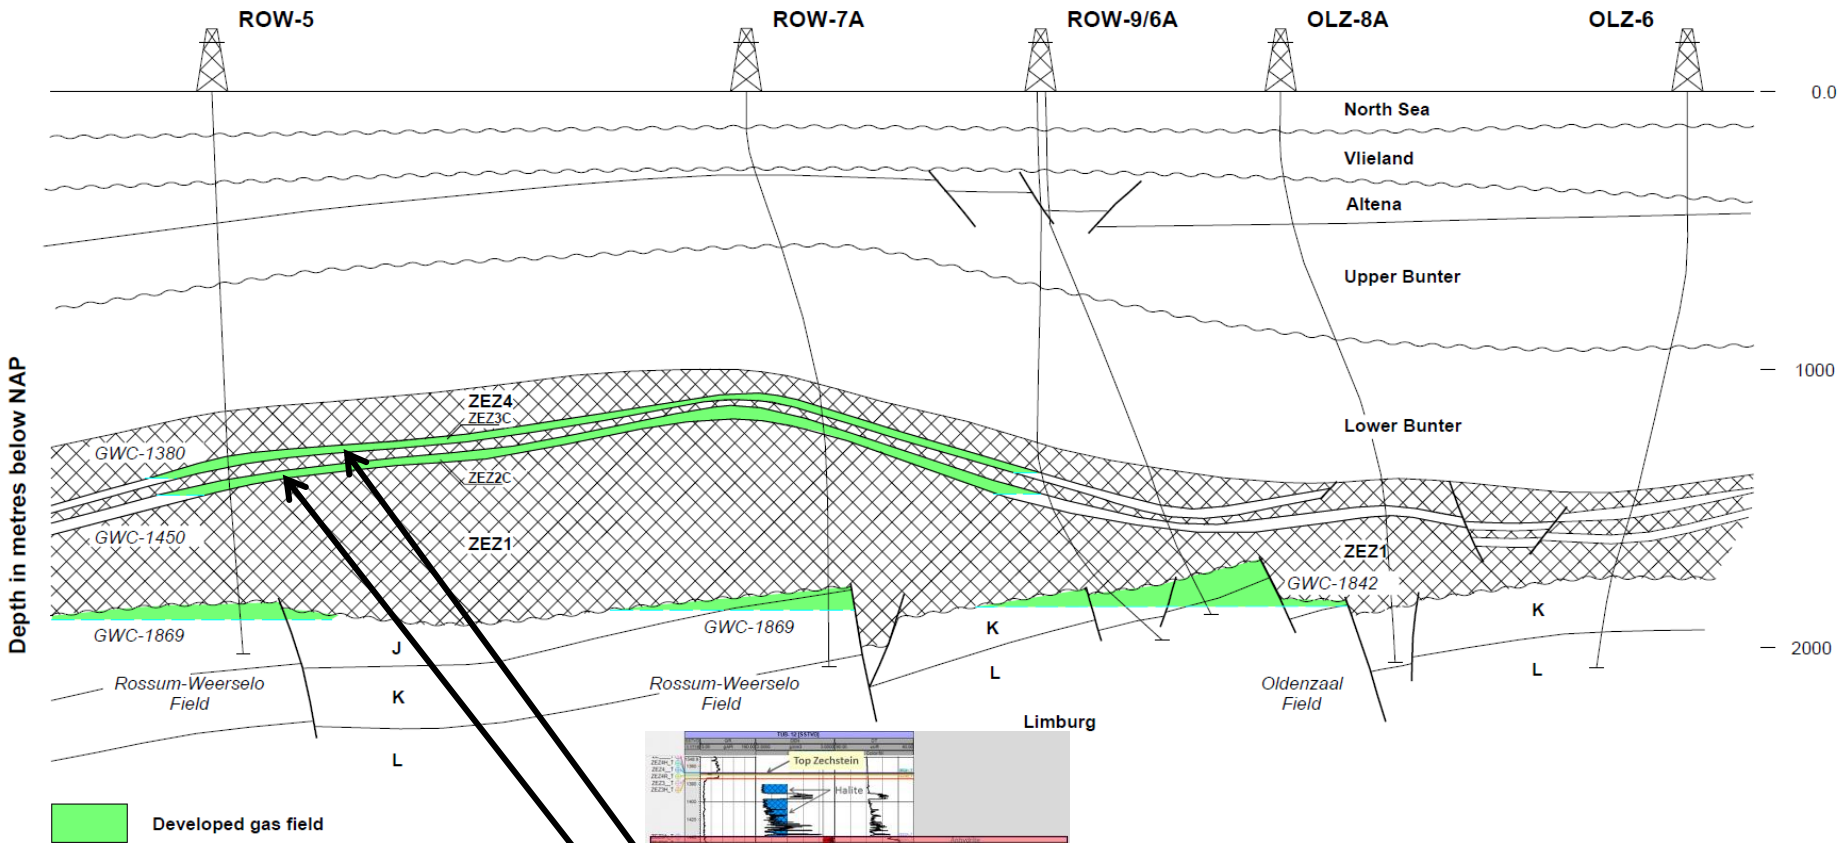 ROW-5
ROW-7A
ROW-9/6A
OLZ-8A
OLZ-6
0.0
North Sea
Vlieland
Altena
Upper Bunter
Depth in metres below NAP
1000
ZEZ4
ZEZ3C
Lower Bunter
GWC-1380
ZEZ2C
GWC-1450
ZEZ1
ZEZ1
GWC-1842
K
GWC-1869
GWC-1869
K
J
2000
L
L
Rossum-Weerselo
Field
K
Rossum-Weerselo
Field
Oldenzaal
Field
Limburg
L
TUB-12 [SSTVD]
Top Zechstein
Halite
Developed gas field